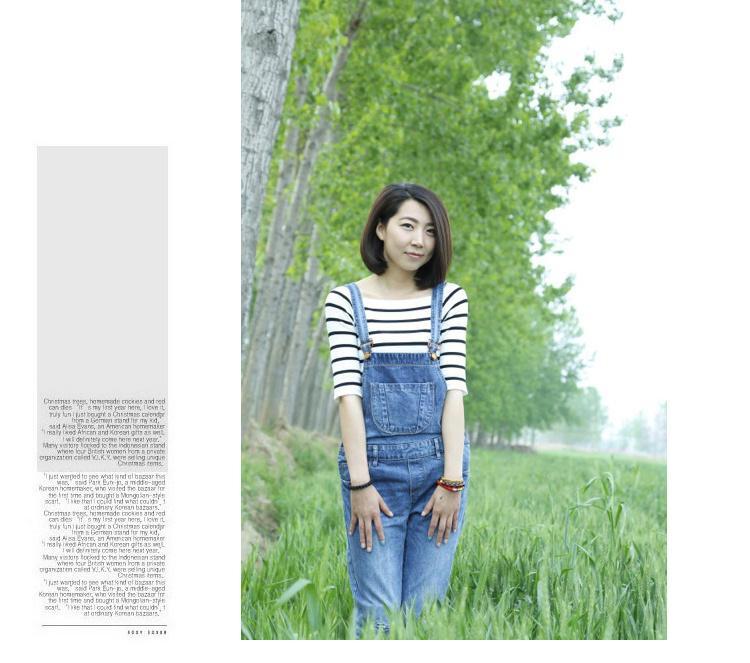 Christmas trees, homemade cookies and red
can dles "It's my first year here, I love it,
truly fun I just bought a Christmas calendar
from a German stand for my kid,"
said Alisa Evans, an American homemaker
"I really liked African and Korean gifts as well,
I will definitely come here next year,"
Many visitors flocked to the Indonesian stand
where four British women from a private
organization called V.I.K.Y. were selling unique
Christmas items,
"I just wanted to see what kind of bazaar this
was," said Park Eun-jo, a middle-aged
Korean homemaker, who visited the bazaar for
the first time and bought a Mongolian-style
scarf, "I like that I could find what couldn't
at ordinary Korean bazaars,"
Christmas trees, homemade cookies and red
can dles "It's my first year here, I love it,
truly fun I just bought a Christmas calendar
from a German stand for my kid,"
said Alisa Evans, an American homemaker
"I really liked African and Korean gifts as well,
I will definitely come here next year,"
Many visitors flocked to the Indonesian stand
where four British women from a private
organization called V.I.K.Y. were selling unique
Christmas items,
"I just wanted to see what kind of bazaar this
was," said Park Eun-jo, a middle-aged
Korean homemaker, who visited the bazaar for
the first time and bought a Mongolian-style
scarf, "I like that I could find what couldn't
at ordinary Korean bazaars,"